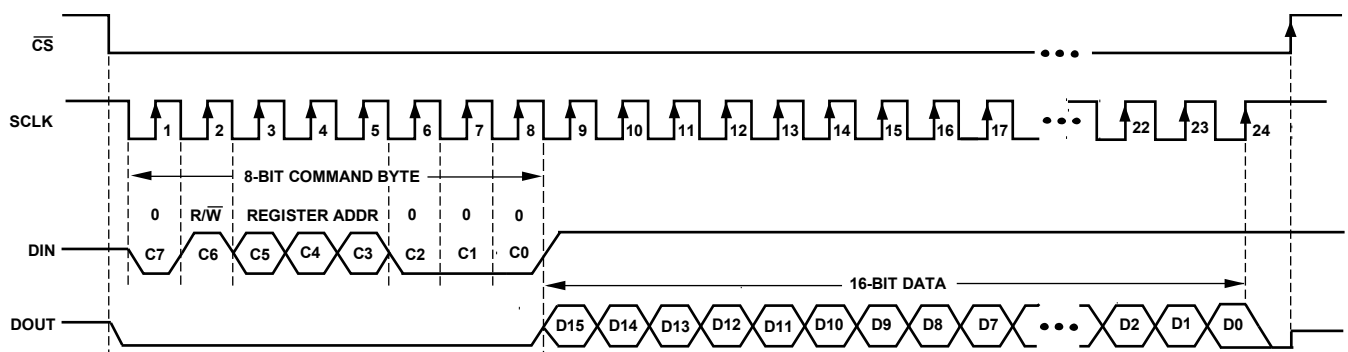 CS
SCLK 1 2 3 4 5 6 7 8 9 10 11 12 13 14 15 16 17 ••• 22 23 24
8-BIT COMMAND BYTE
0 R/W REGISTER ADDR 0 0 0
DIN C7 C6 C5 C4 C3 C2 C1 C0
16-BIT DATA
DOUT D15 D14 D13 D12 D11 D10 D9 D8 D7 ••• D2 D1 D0